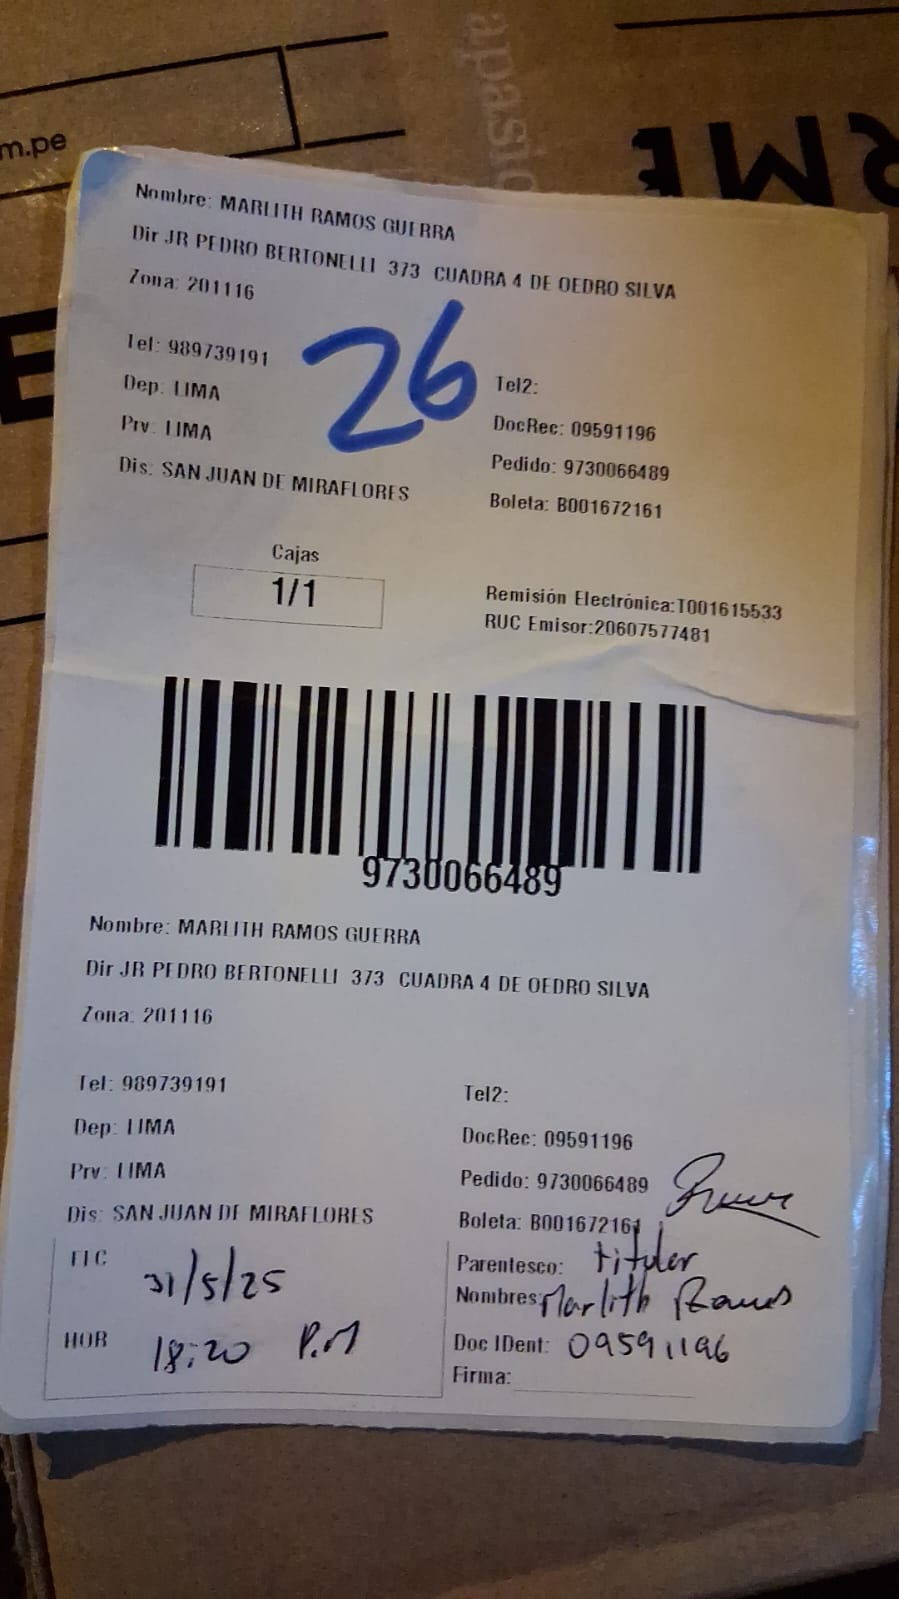 m.pe
apasio
RME
Nombre: MARLITH RAMOS GUERRA
Dir JR PEDRO BERTONELLI 373 CUADRA 4 DE OEDRO SILVA
Zona: 201116
26
Tel: 989739191
Tel2:
Dep: LIMA
DocRec: 09591196
Prv: LIMA
Pedido: 9730066489
Dis: SAN JUAN DE MIRAFLORES
Boleta: B001672161
Cajas
1/1
Remisión Electrónica:T001615533
RUC Emisor:20607577481
9730066489
Nombre: MARLITH RAMOS GUERRA
Dir JR PEDRO BERTONELLI 373 CUADRA 4 DE OEDRO SILVA
Zona: 201116
Tel: 989739191
Tel2:
Dep: LIMA
DocRec: 09591196
Prv: LIMA
Pedido: 9730066489
Dis: SAN JUAN DE MIRAFLORES
Boleta: B001672161
FEC 31/5/25
Parentesco: titular
Nombres: Marlith Ramos
HOR 18:20 P.M
Doc IDent: 09591196
Firma: